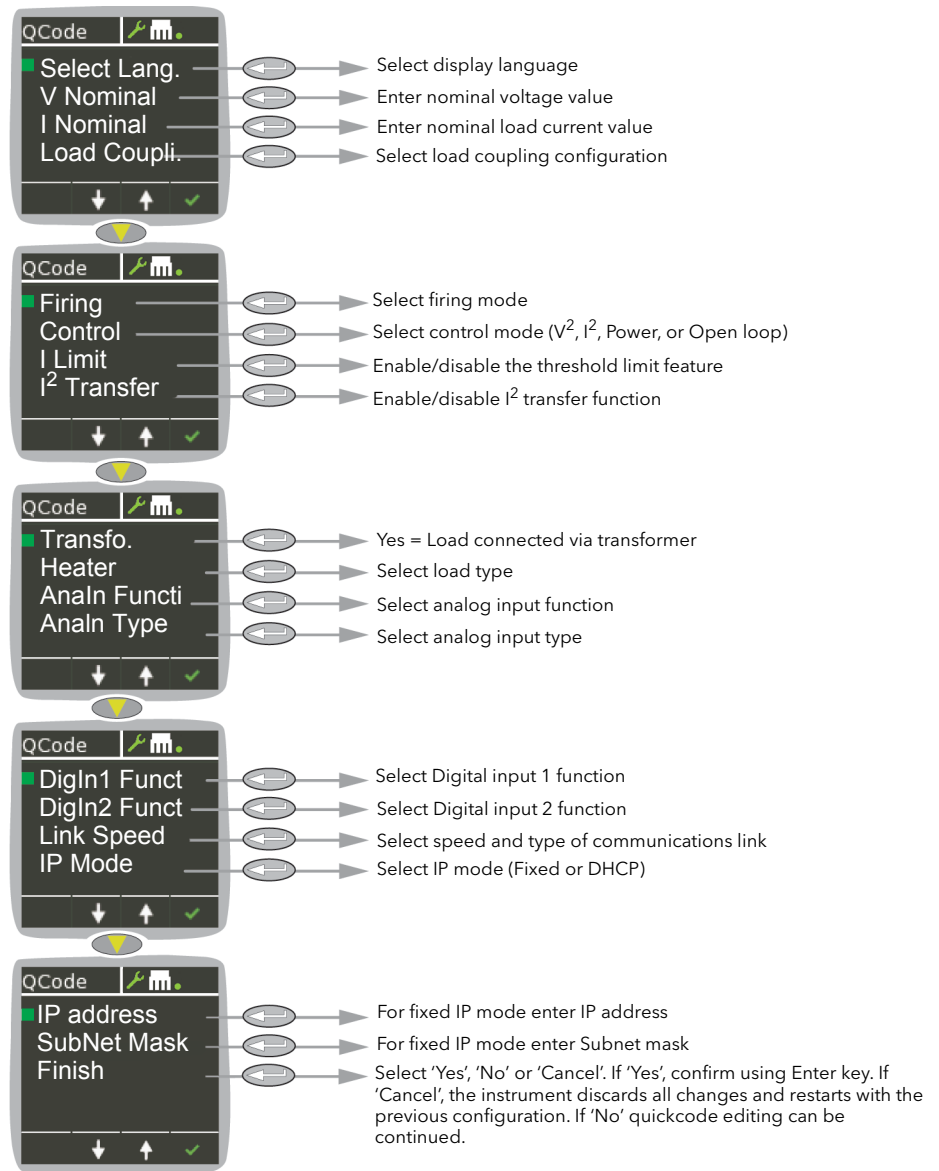 QCode
Select Lang.
Select display language
V Nominal
Enter nominal voltage value
I Nominal
Enter nominal load current value
Load Coupli.
Select load coupling configuration
QCode
Firing
Select firing mode
Control
Select control mode (V², I², Power, or Open loop)
I Limit
Enable/disable the threshold limit feature
I² Transfer
Enable/disable I² transfer function
QCode
Transfo.
Yes = Load connected via transformer
Heater
Select load type
AnaIn Functi
Select analog input function
AnaIn Type
Select analog input type
QCode
DigIn1 Funct
Select Digital input 1 function
DigIn2 Funct
Select Digital input 2 function
Link Speed
Select speed and type of communications link
IP Mode
Select IP mode (Fixed or DHCP)
QCode
IP address
For fixed IP mode enter IP address
SubNet Mask
For fixed IP mode enter Subnet mask
Finish
Select ‘Yes’, ‘No’ or ‘Cancel’. If ‘Yes’, confirm using Enter key. If
‘Cancel’, the instrument discards all changes and restarts with the
previous configuration. If ‘No’ quickcode editing can be
continued.